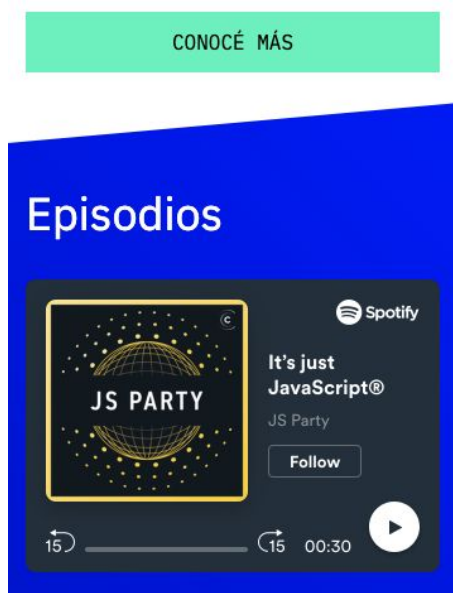 CONOCÉ MÁS
Episodios
C
Spotify
JS PARTY
It's just
JavaScript®
JS Party
Follow
15
15
00:30